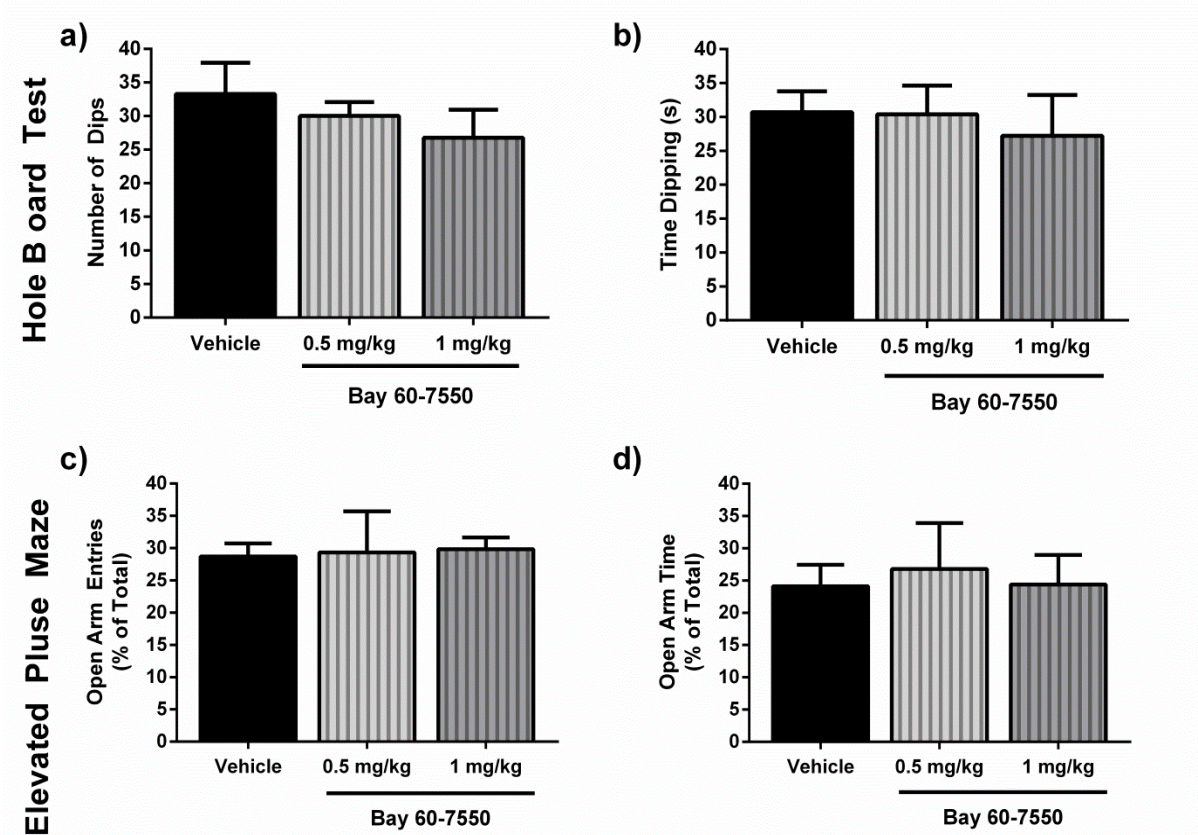 Hole B oard Test
a)
Number of Dips
40
35
30
25
20
15
10
5
0
Vehicle
0.5 mg/kg
1 mg/kg
Bay 60-7550
b)
Time Dipping (s)
40
35
30
25
20
15
10
5
0
Vehicle
0.5 mg/kg
1 mg/kg
Bay 60-7550
Elevated Pluse Maze
c)
Open Arm Entries
(% of Total)
40
35
30
25
20
15
10
5
0
Vehicle
0.5 mg/kg
1 mg/kg
Bay 60-7550
d)
Open Arm Time
(% of Total)
40
35
30
25
20
15
10
5
0
Vehicle
0.5 mg/kg
1 mg/kg
Bay 60-7550